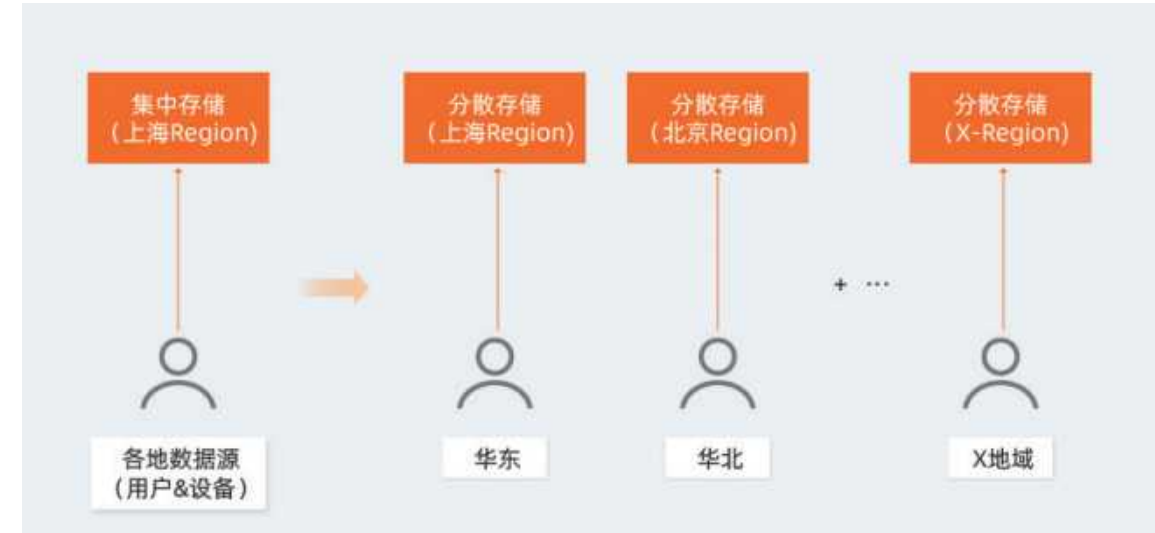 集中存储
（上海Region)
分散存储
（上海Region)
分散存储
（北京Region)
分散存储
（X-Region)
+ ···
各地数据源
（用户&设备）
华东
华北
X地域